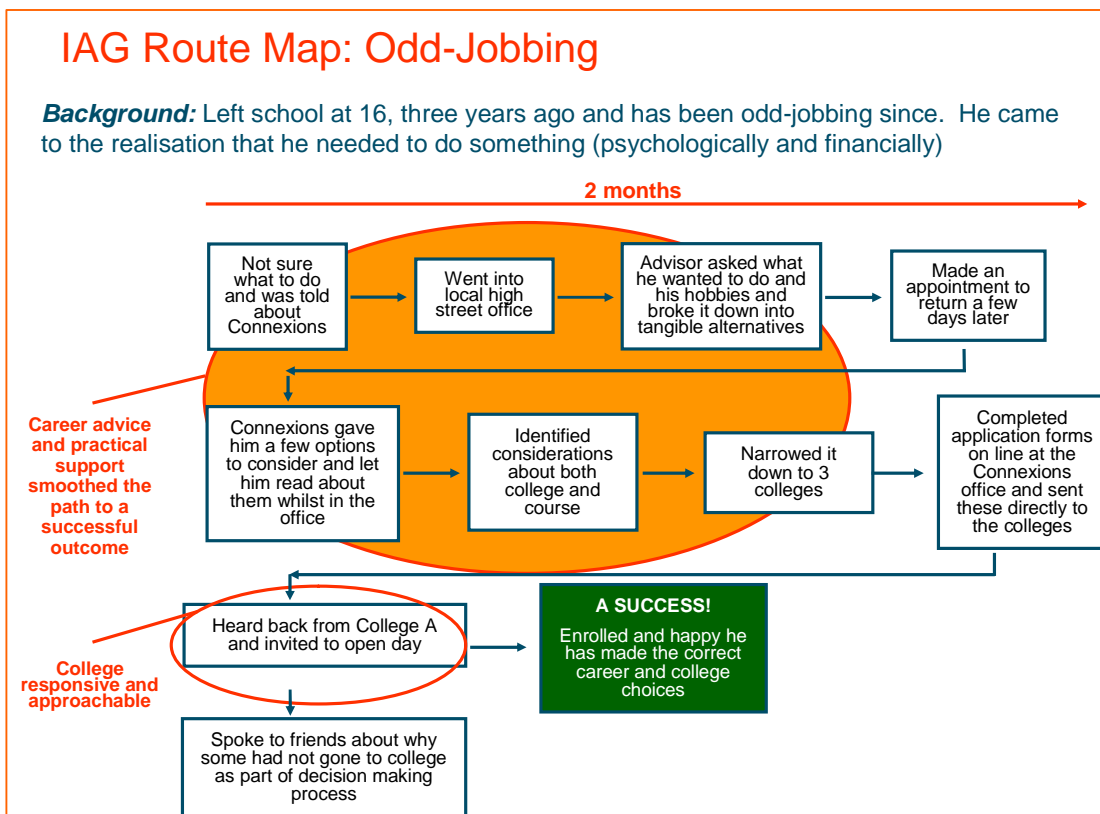 IAG Route Map: Odd-Jobbing
Background: Left school at 16, three years ago and has been odd-jobbing since. He came
to the realisation that he needed to do something (psychologically and financially)
2 months
Not sure
what to do
and was told
about
Connexions
Went into
local high
street office
Advisor asked what
he wanted to do and
his hobbies and
broke it down into
tangible alternatives
Made an
appointment to
return a few
days later
Career advice
and practical
support
smoothed the
path to a
successful
outcome
Connexions gave
him a few options
to consider and let
him read about
them whilst in the
office
Identified
considerations
about both
college and
course
Narrowed it
down to 3
colleges
Completed
application forms
on line at the
Connexions
office and sent
these directly to
the colleges
College
responsive and
approachable
Heard back from College A
and invited to open day
A SUCCESS!
Enrolled and happy he
has made the correct
career and college
choices
Spoke to friends about why
some had not gone to college
as part of decision making
process